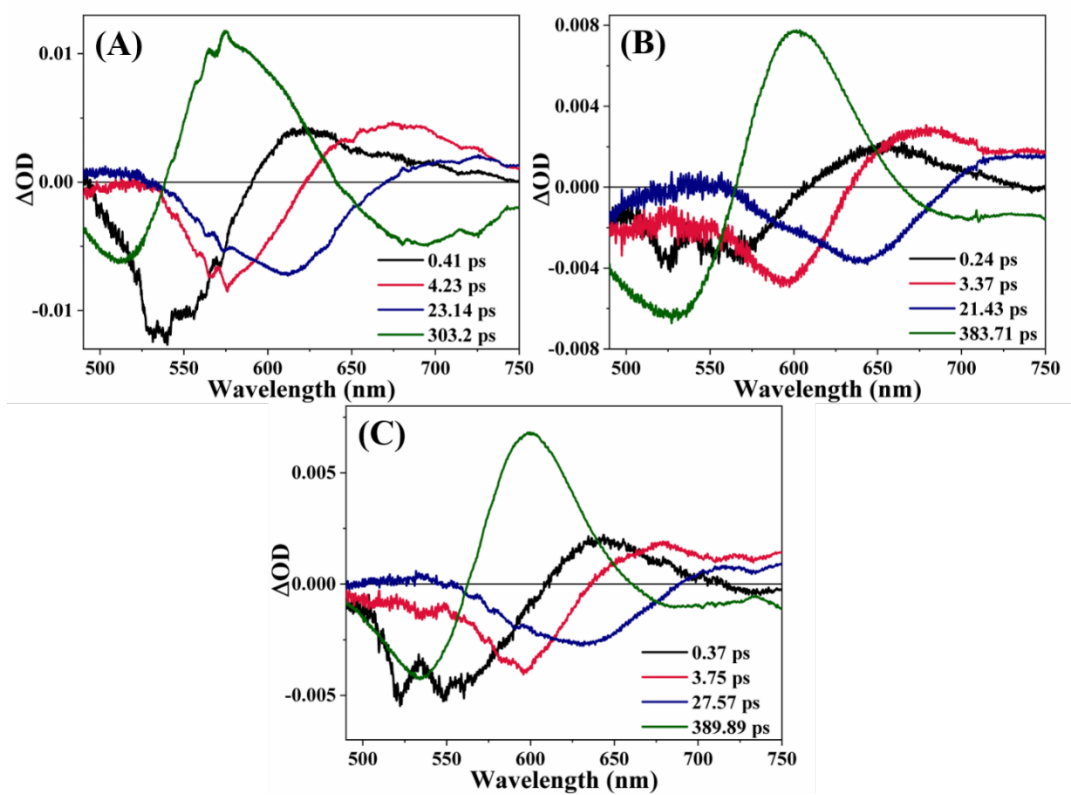 (A)
0.01
0.00
-0.01
ΔOD
0.41 ps
4.23 ps
23.14 ps
303.2 ps
500 550 600 650 700 750
Wavelength (nm)
(B)
0.008
0.004
0.000
-0.004
-0.008
ΔOD
0.24 ps
3.37 ps
21.43 ps
383.71 ps
500 550 600 650 700 750
Wavelength (nm)
(C)
0.005
0.000
-0.005
ΔOD
0.37 ps
3.75 ps
27.57 ps
389.89 ps
500 550 600 650 700 750
Wavelength (nm)